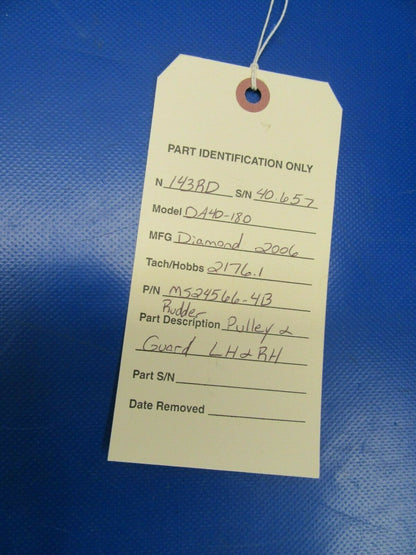 PART IDENTIFICATION ONLY
N 143RD S/N 40.657
Model DA40-180
MFG Diamond 2006
Tach/Hobbs 2176.1
P/N MS24566-4B
Rudder
Part Description Pulley &
Guard LH & RH
Part S/N
Date Removed